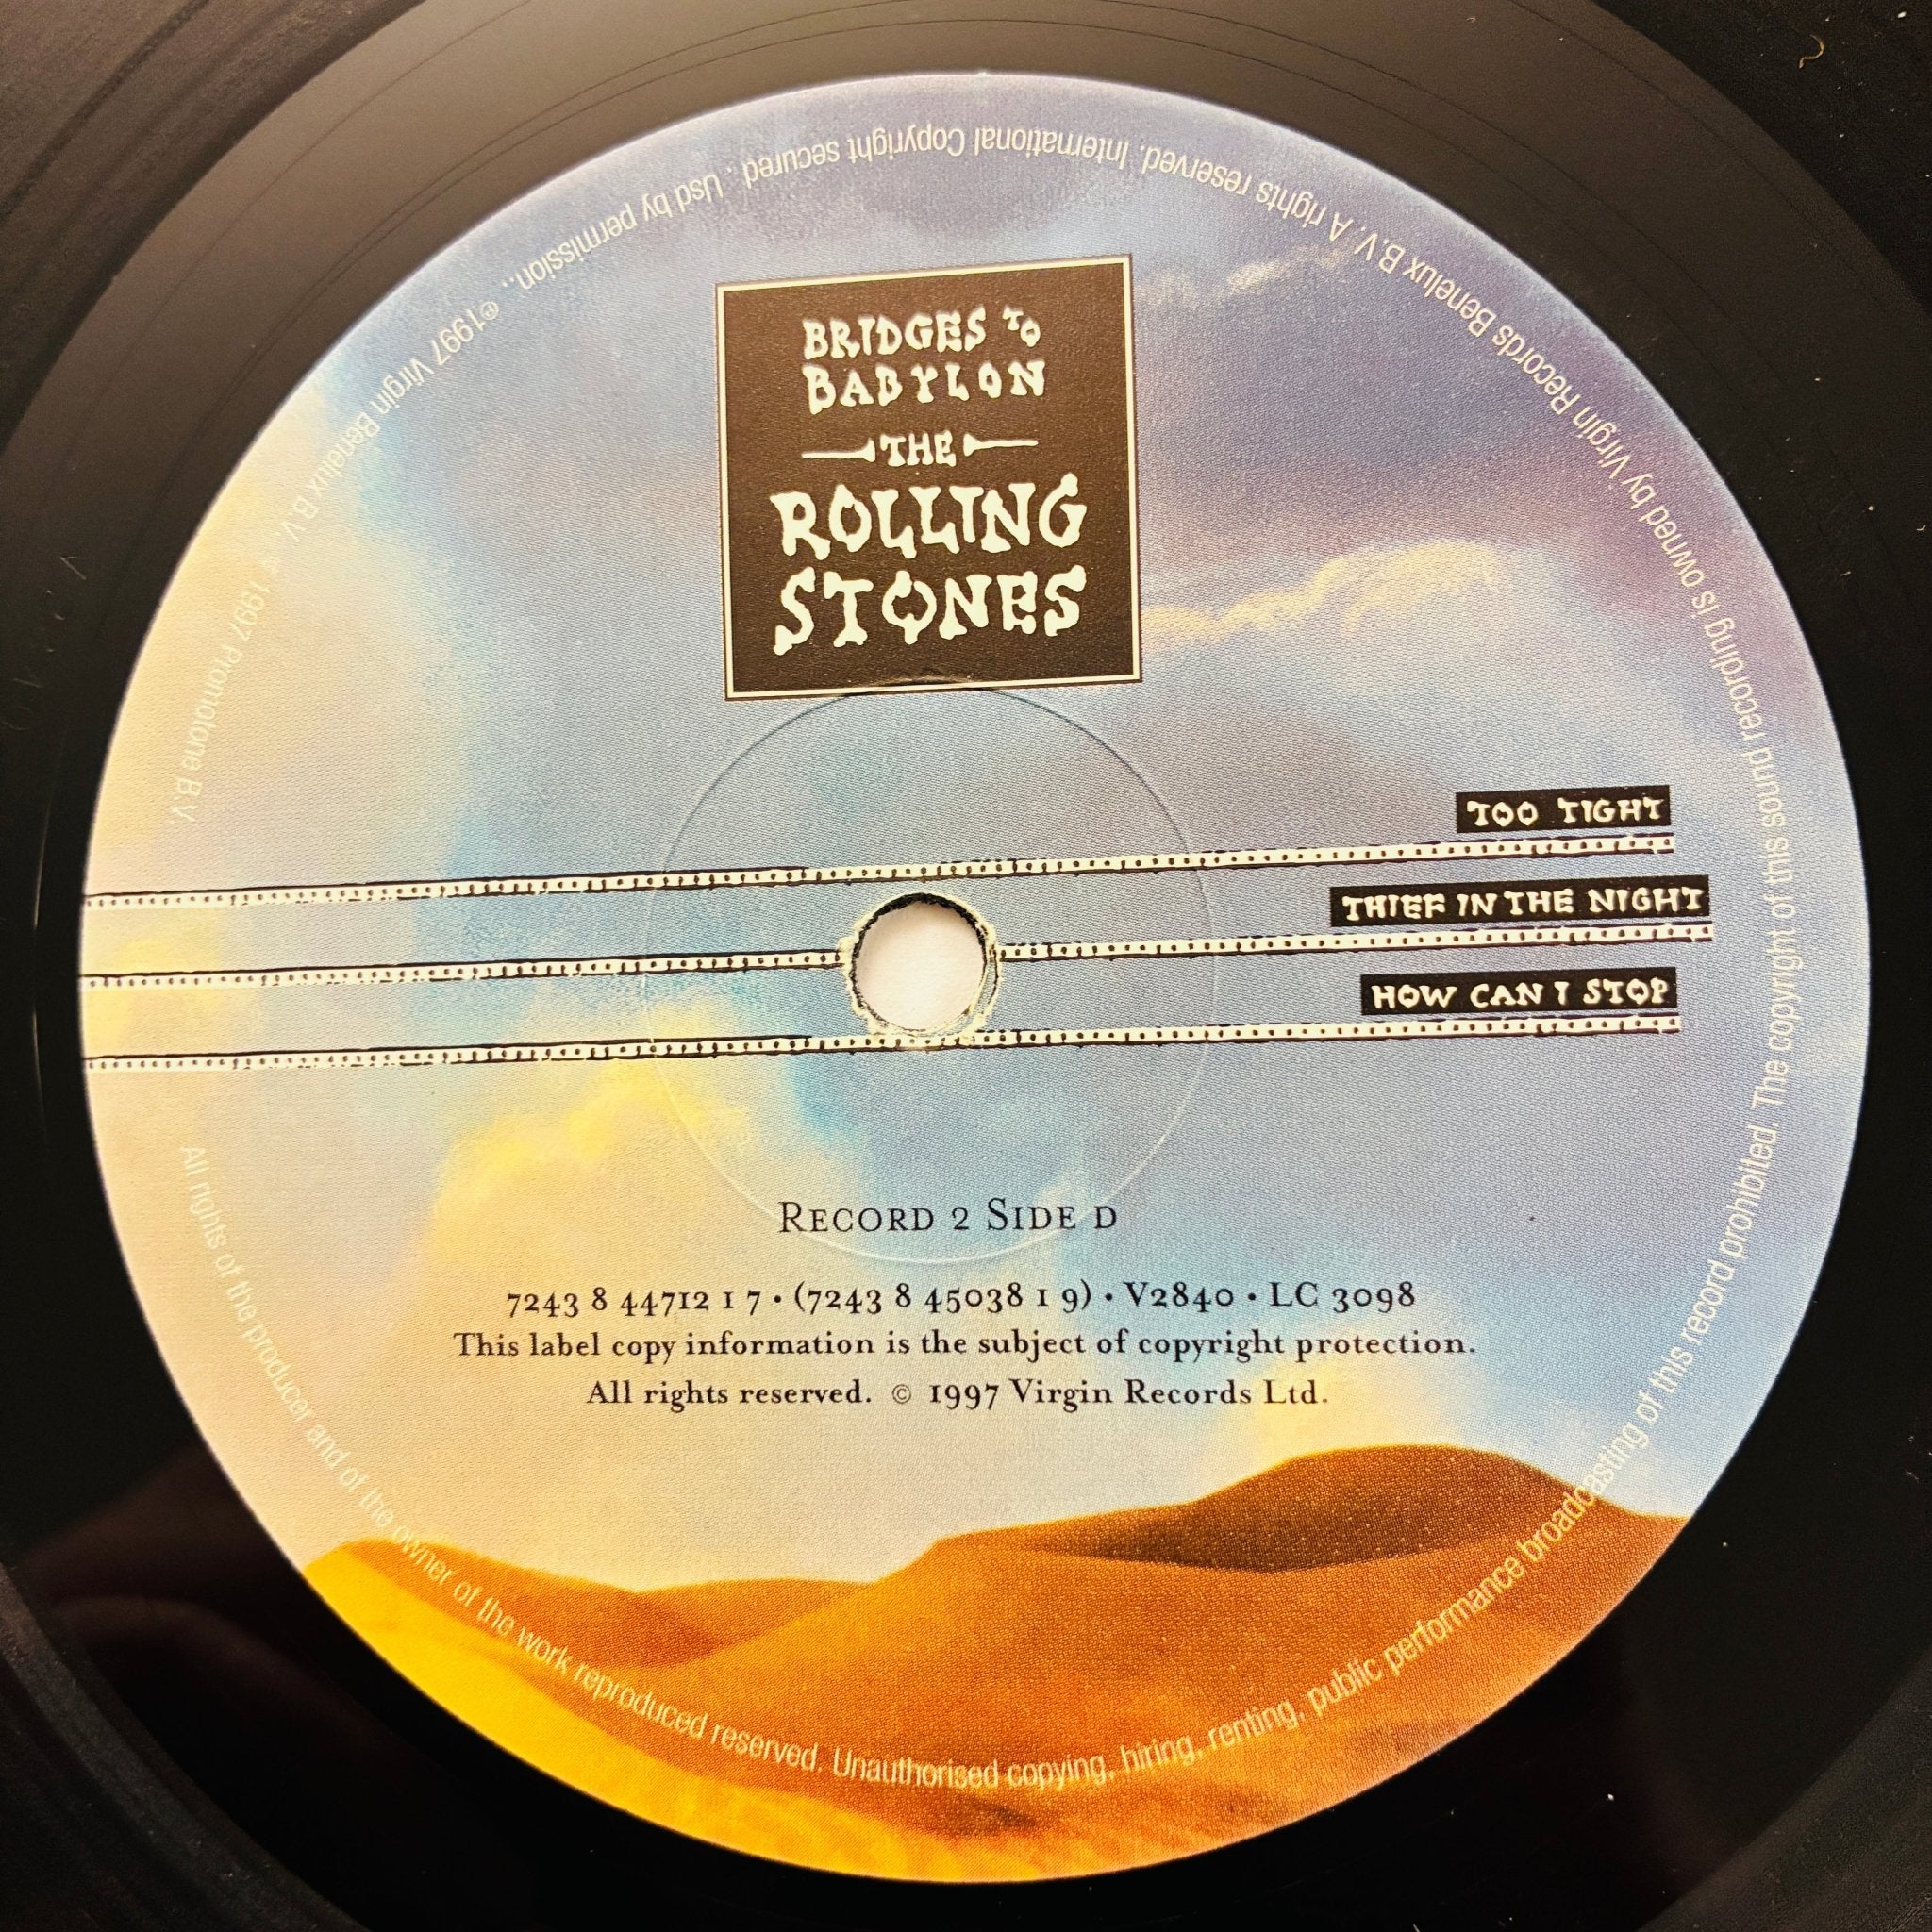 BRIDGES TO
BABYLON
THE
ROLLING
STONES
TOO TIGHT
THIEF IN THE NIGHT
HOW CAN I STOP
RECORD 2 SIDE D
7243 8 44712 1 7 • (7243 8 45038 1 9) • V2840 • LC 3098
This label copy information is the subject of copyright protection.
All rights reserved. © 1997 Virgin Records Ltd.
All rights of the producer and of the owner of the work reproduced reserved. Unauthorised copying, hiring, renting, public performance broadcasting of this record prohibited. The copyright of this sound recording is owned by Virgin Records Benelux B.V. A rights reserved. International Copyright secured. Usd by permission.. ℗1997 Virgin Benelux B.V. © 1997 Promotone B V